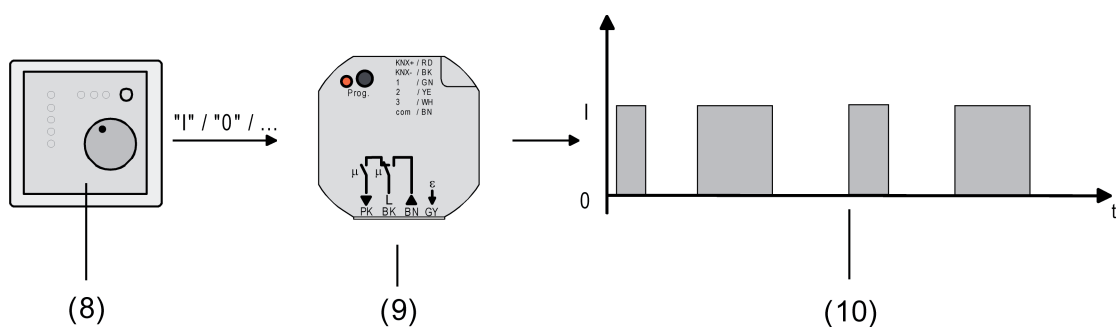 "I" / "0" / ...
KNX+ / RD
KNX- / BK
1 / GN
2 / YE
3 / WH
com / BN
Prog.
µ µ
ε
L
PK BK BN GY
I
0
t
(8)
(9)
(10)